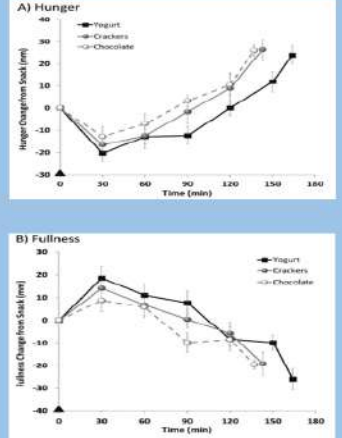 A) Hunger
40
30
20
10
0
-10
-20
-30
Hunger Change from Snack (mm)
Yogurt
Crackers
Chocolate
0 30 60 90 120 150 180
Time (min)
B) Fullness
30
20
10
0
-10
-20
-30
-40
Fullness Change from Snack (mm)
Yogurt
Crackers
Chocolate
0 30 60 90 120 150 180
Time (min)